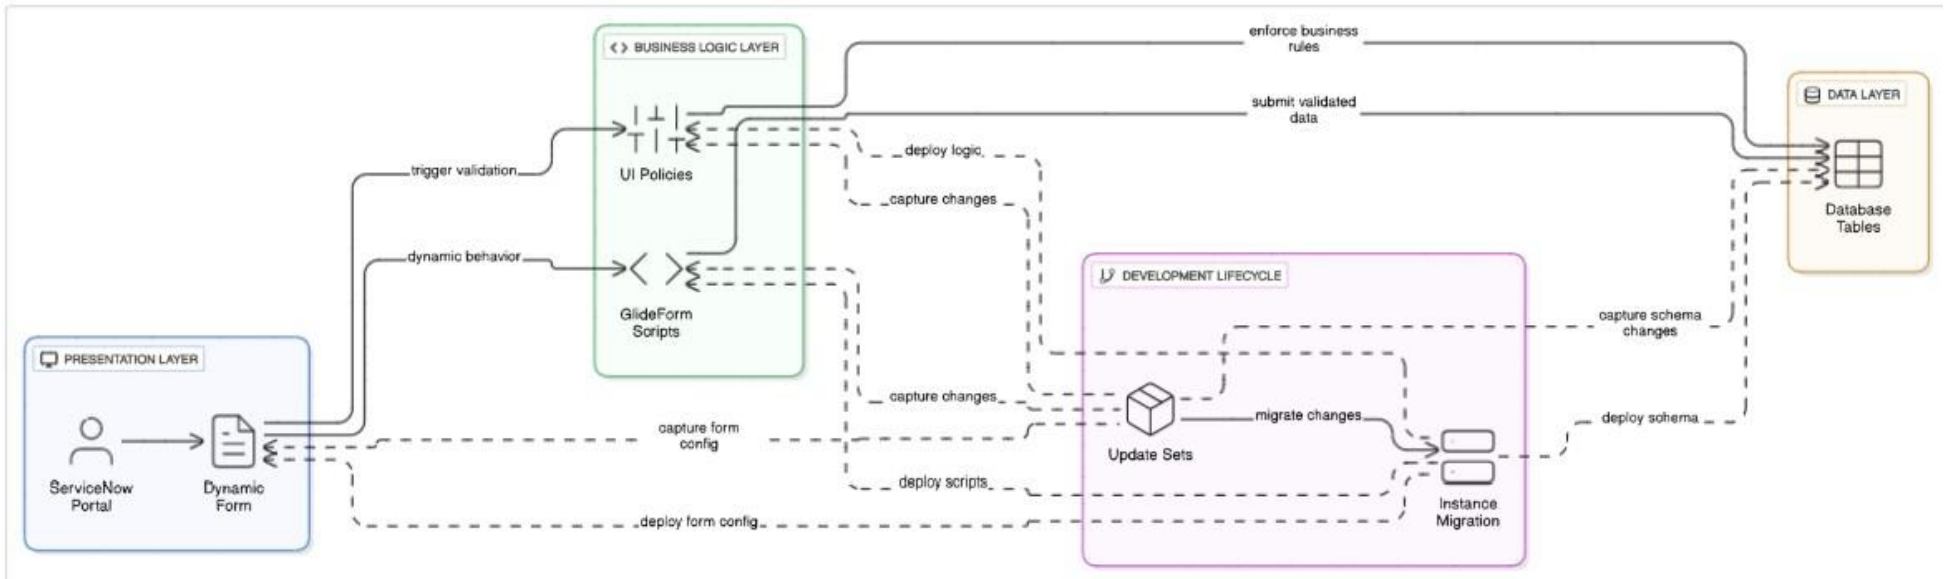 enforce business
rules
BUSINESS LOGIC LAYER
DATA LAYER
submit validated
data
deploy logic
trigger validation
UI Policies
capture changes
Database
Tables
dynamic behavior
DEVELOPMENT LIFECYCLE
GlideForm
Scripts
capture schema
changes
PRESENTATION LAYER
capture changes
migrate changes
deploy schema
capture form
config
Update Sets
ServiceNow
Portal
Dynamic
Form
deploy scripts
Instance
Migration
deploy form config